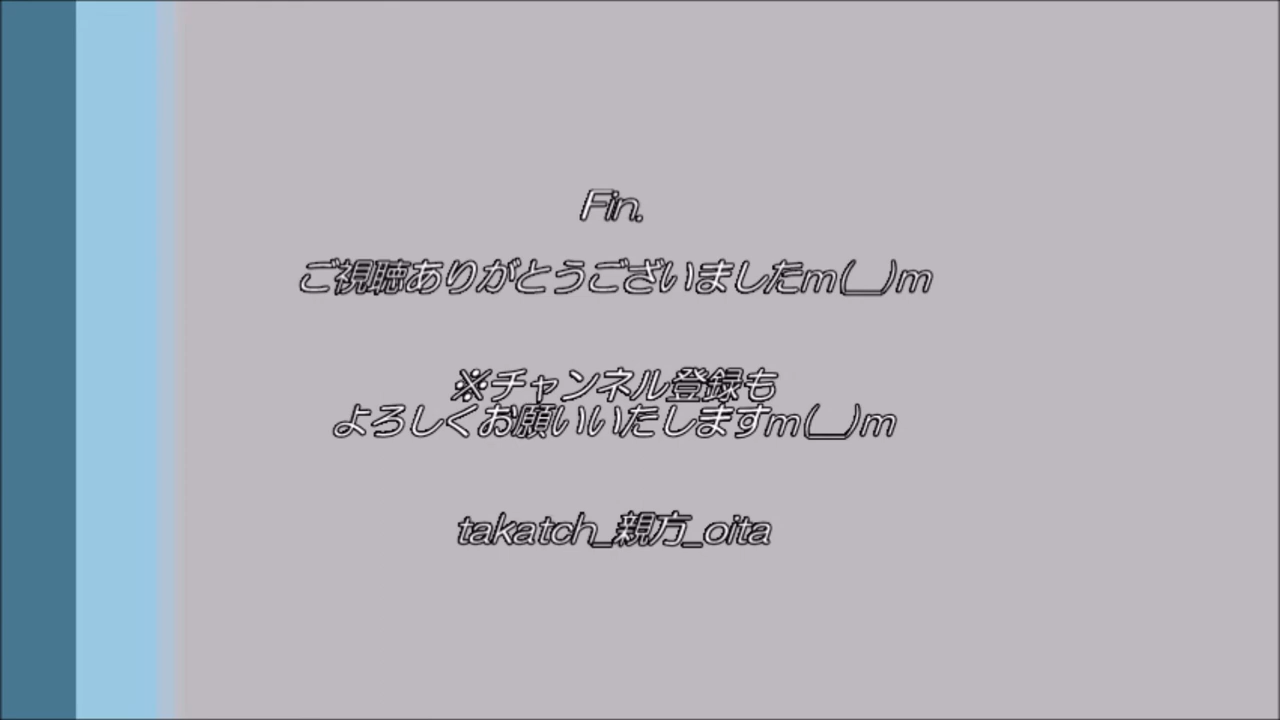 Fin.
ご視聴ありがとうございましたm(__)m
※チャンネル登録も
よろしくお願いいたしますm(__)m
takatch_親方_oita